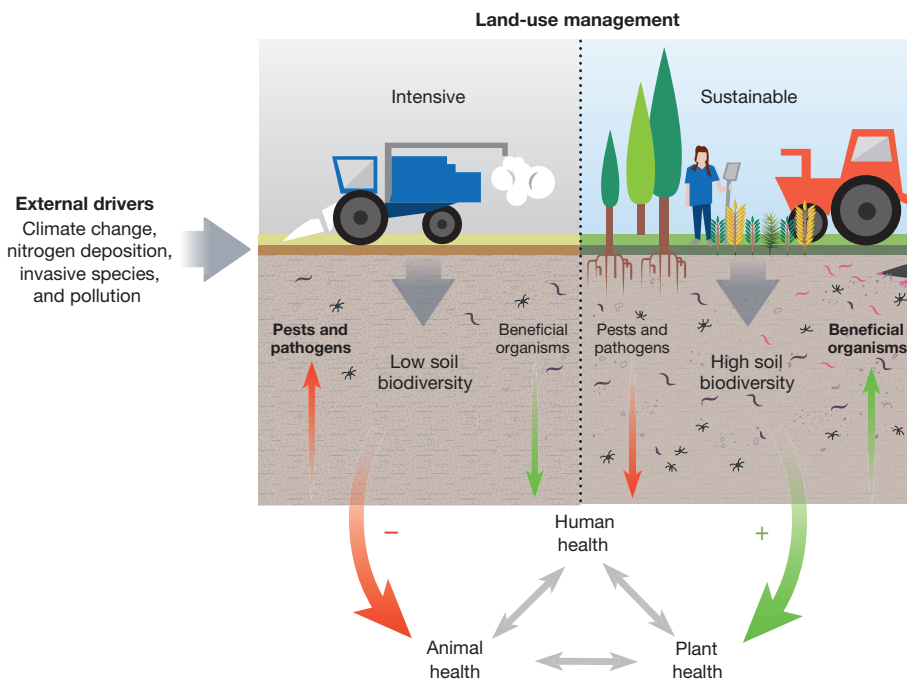 Land-use management
Intensive
Sustainable
External drivers
Climate change,
nitrogen deposition,
invasive species,
and pollution
Pests and
pathogens
Low soil
biodiversity
Beneficial
organisms
Pests and
pathogens
High soil
biodiversity
Beneficial
organisms
−
+
Human
health
Animal
health
Plant
health